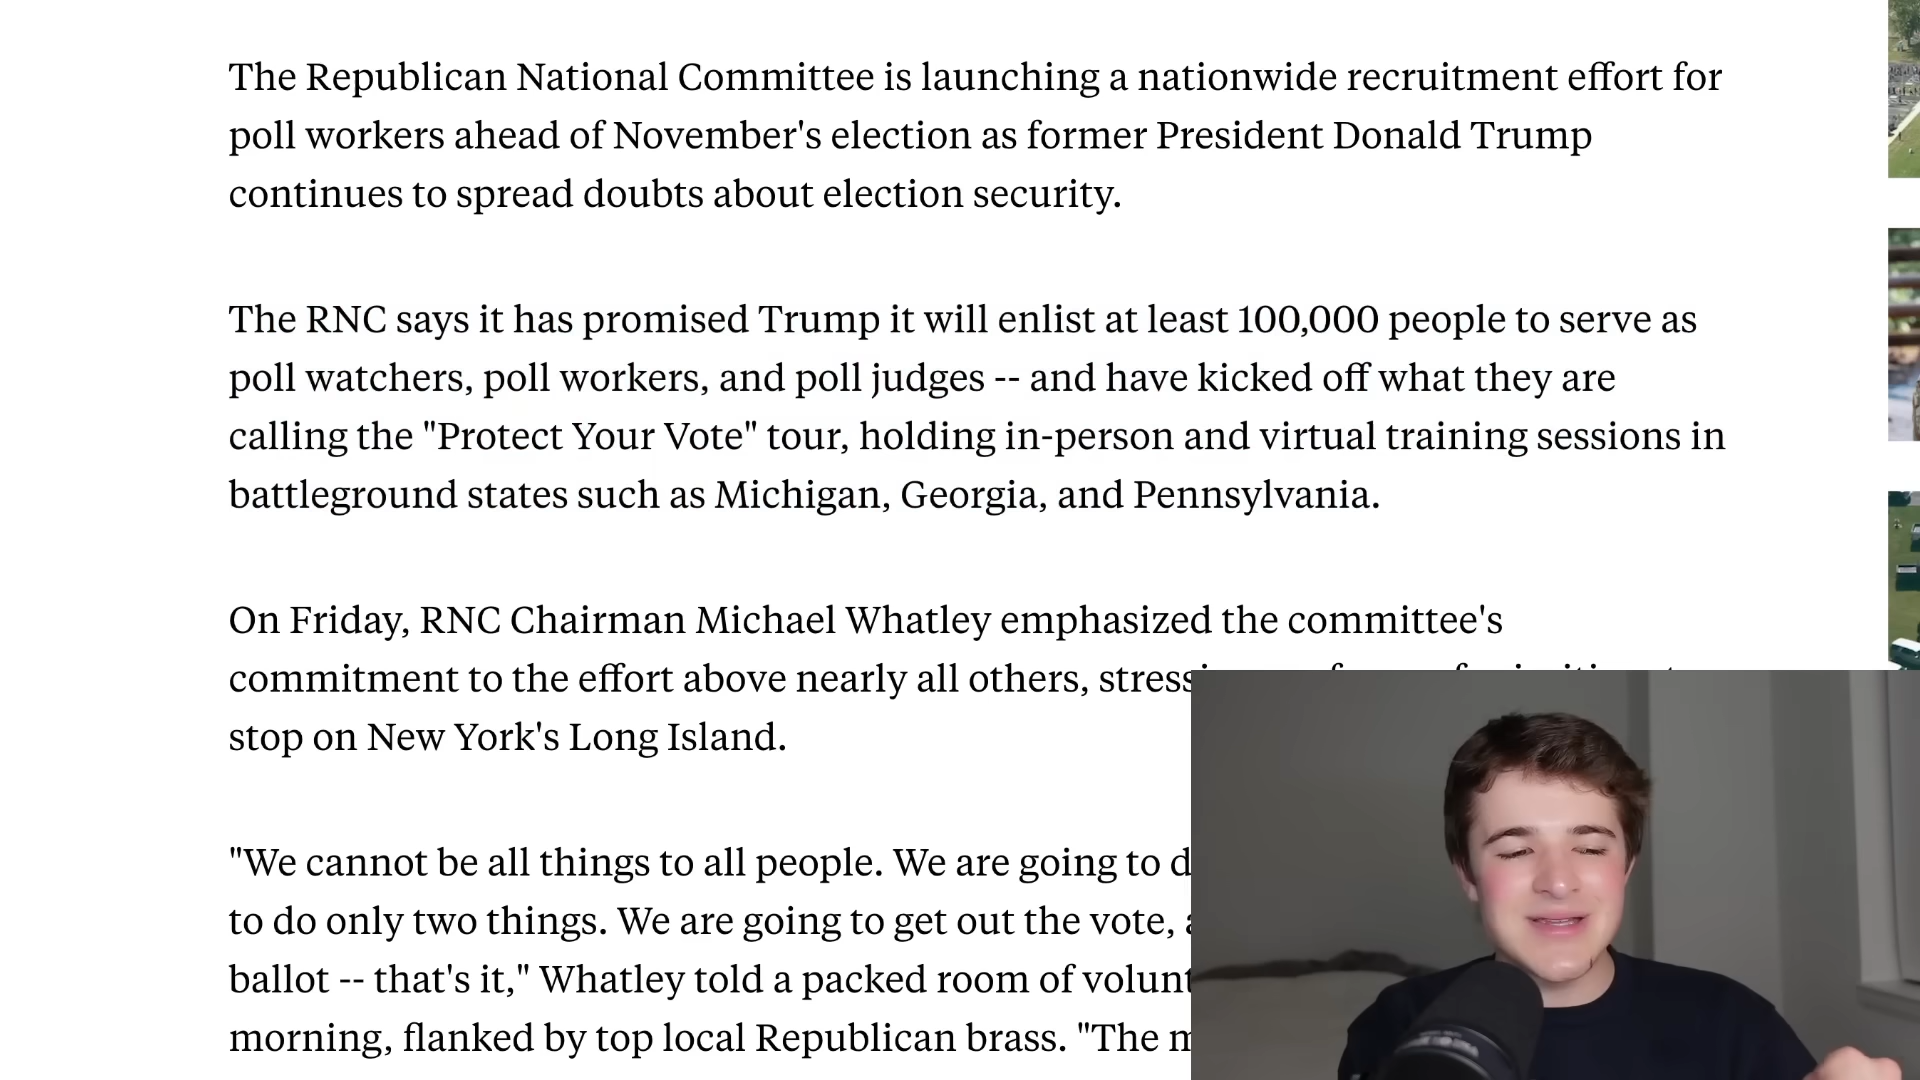 The Republican National Committee is launching a nationwide recruitment effort for
poll workers ahead of November's election as former President Donald Trump
continues to spread doubts about election security.
The RNC says it has promised Trump it will enlist at least 100,000 people to serve as
poll watchers, poll workers, and poll judges -- and have kicked off what they are
calling the "Protect Your Vote" tour, holding in-person and virtual training sessions in
battleground states such as Michigan, Georgia, and Pennsylvania.
On Friday, RNC Chairman Michael Whatley emphasized the committee's
commitment to the effort above nearly all others,
stop on New York's Long Island.
"We cannot be all things to all people. We are going to
to do only two things. We are going to get out the vote,
ballot -- that's it," Whatley told a packed room of
morning, flanked by top local Republican brass. "The